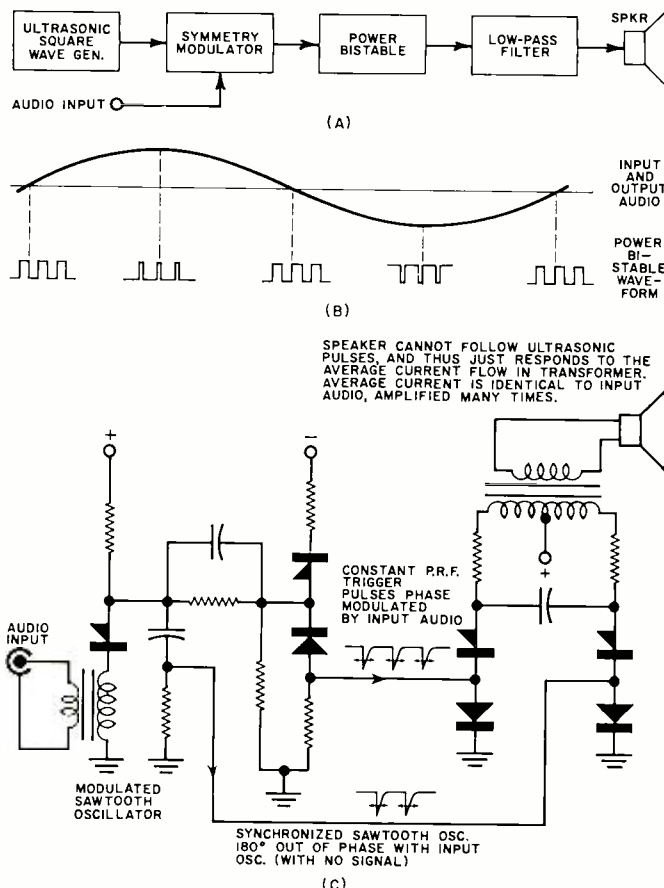 ULTRASONIC
SQUARE
WAVE GEN.
SYMMETRY
MODULATOR
POWER
BISTABLE
LOW-PASS
FILTER
SPKR
AUDIO INPUT
(A)
INPUT
AND
OUTPUT
AUDIO
POWER
BI-
STABLE
WAVE-
FORM
(B)
SPEAKER CANNOT FOLLOW ULTRASONIC
PULSES, AND THUS JUST RESPONDS TO THE
AVERAGE CURRENT FLOW IN TRANSFORMER.
AVERAGE CURRENT IS IDENTICAL TO INPUT
AUDIO, AMPLIFIED MANY TIMES.
+
−
+
CONSTANT P.R.F.
TRIGGER
PULSES PHASE
MODULATED
BY INPUT AUDIO
AUDIO
INPUT
MODULATED
SAWTOOTH
OSCILLATOR
SYNCHRONIZED SAWTOOTH OSC.
180° OUT OF PHASE WITH INPUT
OSC. (WITH NO SIGNAL)
(C)